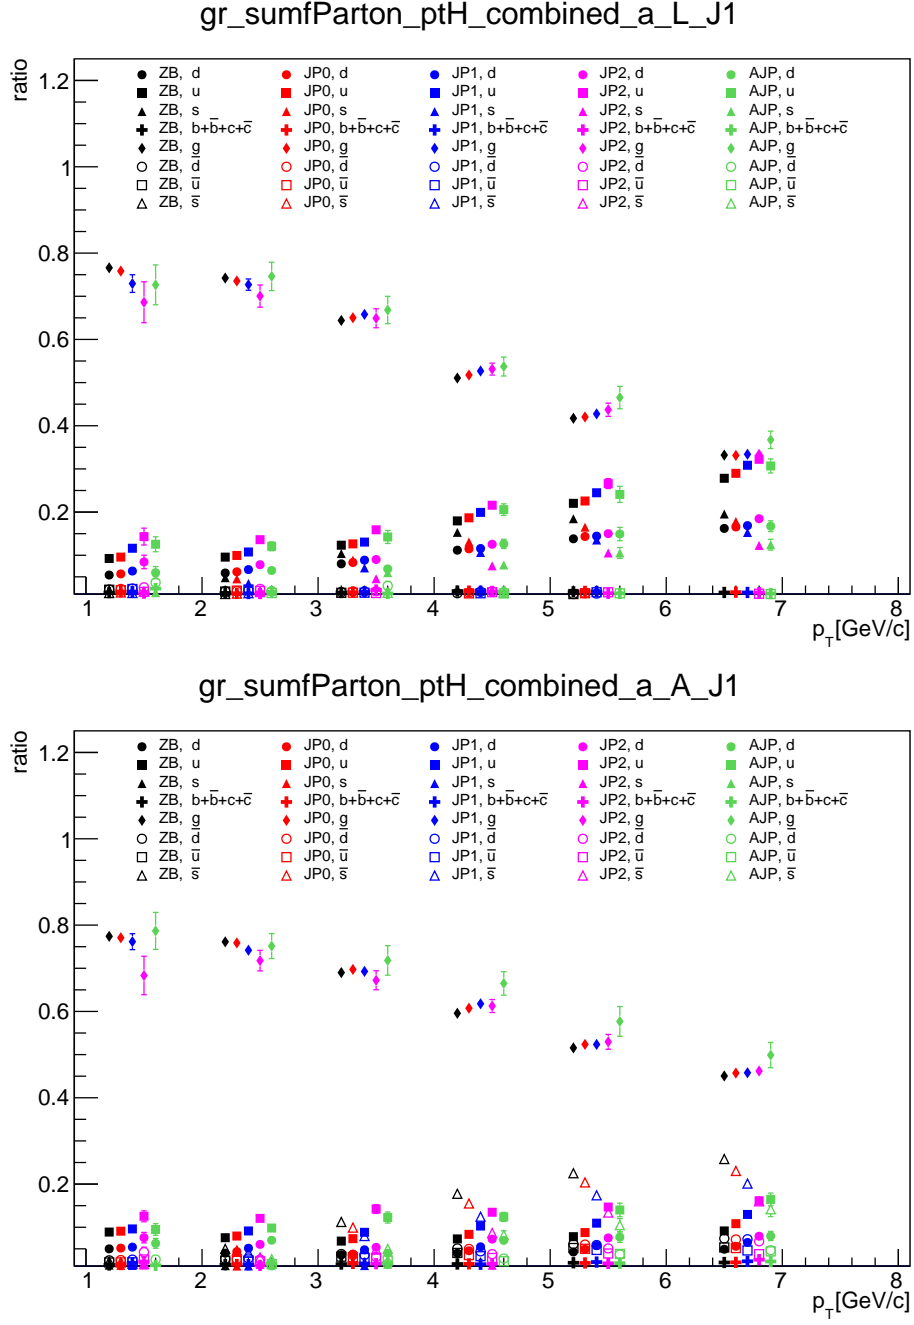 gr_sumfParton_ptH_combined_a_L_J1
ratio
ZB, d JP0, d JP1, d JP2, d AJP, d
ZB, u JP0, u JP1, u JP2, u AJP, u
ZB, s JP0, s JP1, s JP2, s AJP, s
ZB, b+b̅+c+c̅ JP0, b+b̅+c+c̅ JP1, b+b̅+c+c̅ JP2, b+b̅+c+c̅ AJP, b+b̅+c+c̅
ZB, g JP0, g JP1, g JP2, g AJP, g
ZB, d̅ JP0, d̅ JP1, d̅ JP2, d̅ AJP, d̅
ZB, u̅ JP0, u̅ JP1, u̅ JP2, u̅ AJP, u̅
ZB, s̅ JP0, s̅ JP1, s̅ JP2, s̅ AJP, s̅
1.2
1
0.8
0.6
0.4
0.2
1 2 3 4 5 6 7 8
p_T[GeV/c]
gr_sumfParton_ptH_combined_a_A_J1
ratio
ZB, d JP0, d JP1, d JP2, d AJP, d
ZB, u JP0, u JP1, u JP2, u AJP, u
ZB, s JP0, s JP1, s JP2, s AJP, s
ZB, b+b̅+c+c̅ JP0, b+b̅+c+c̅ JP1, b+b̅+c+c̅ JP2, b+b̅+c+c̅ AJP, b+b̅+c+c̅
ZB, g JP0, g JP1, g JP2, g AJP, g
ZB, d̅ JP0, d̅ JP1, d̅ JP2, d̅ AJP, d̅
ZB, u̅ JP0, u̅ JP1, u̅ JP2, u̅ AJP, u̅
ZB, s̅ JP0, s̅ JP1, s̅ JP2, s̅ AJP, s̅
1.2
1
0.8
0.6
0.4
0.2
1 2 3 4 5 6 7 8
p_T[GeV/c]